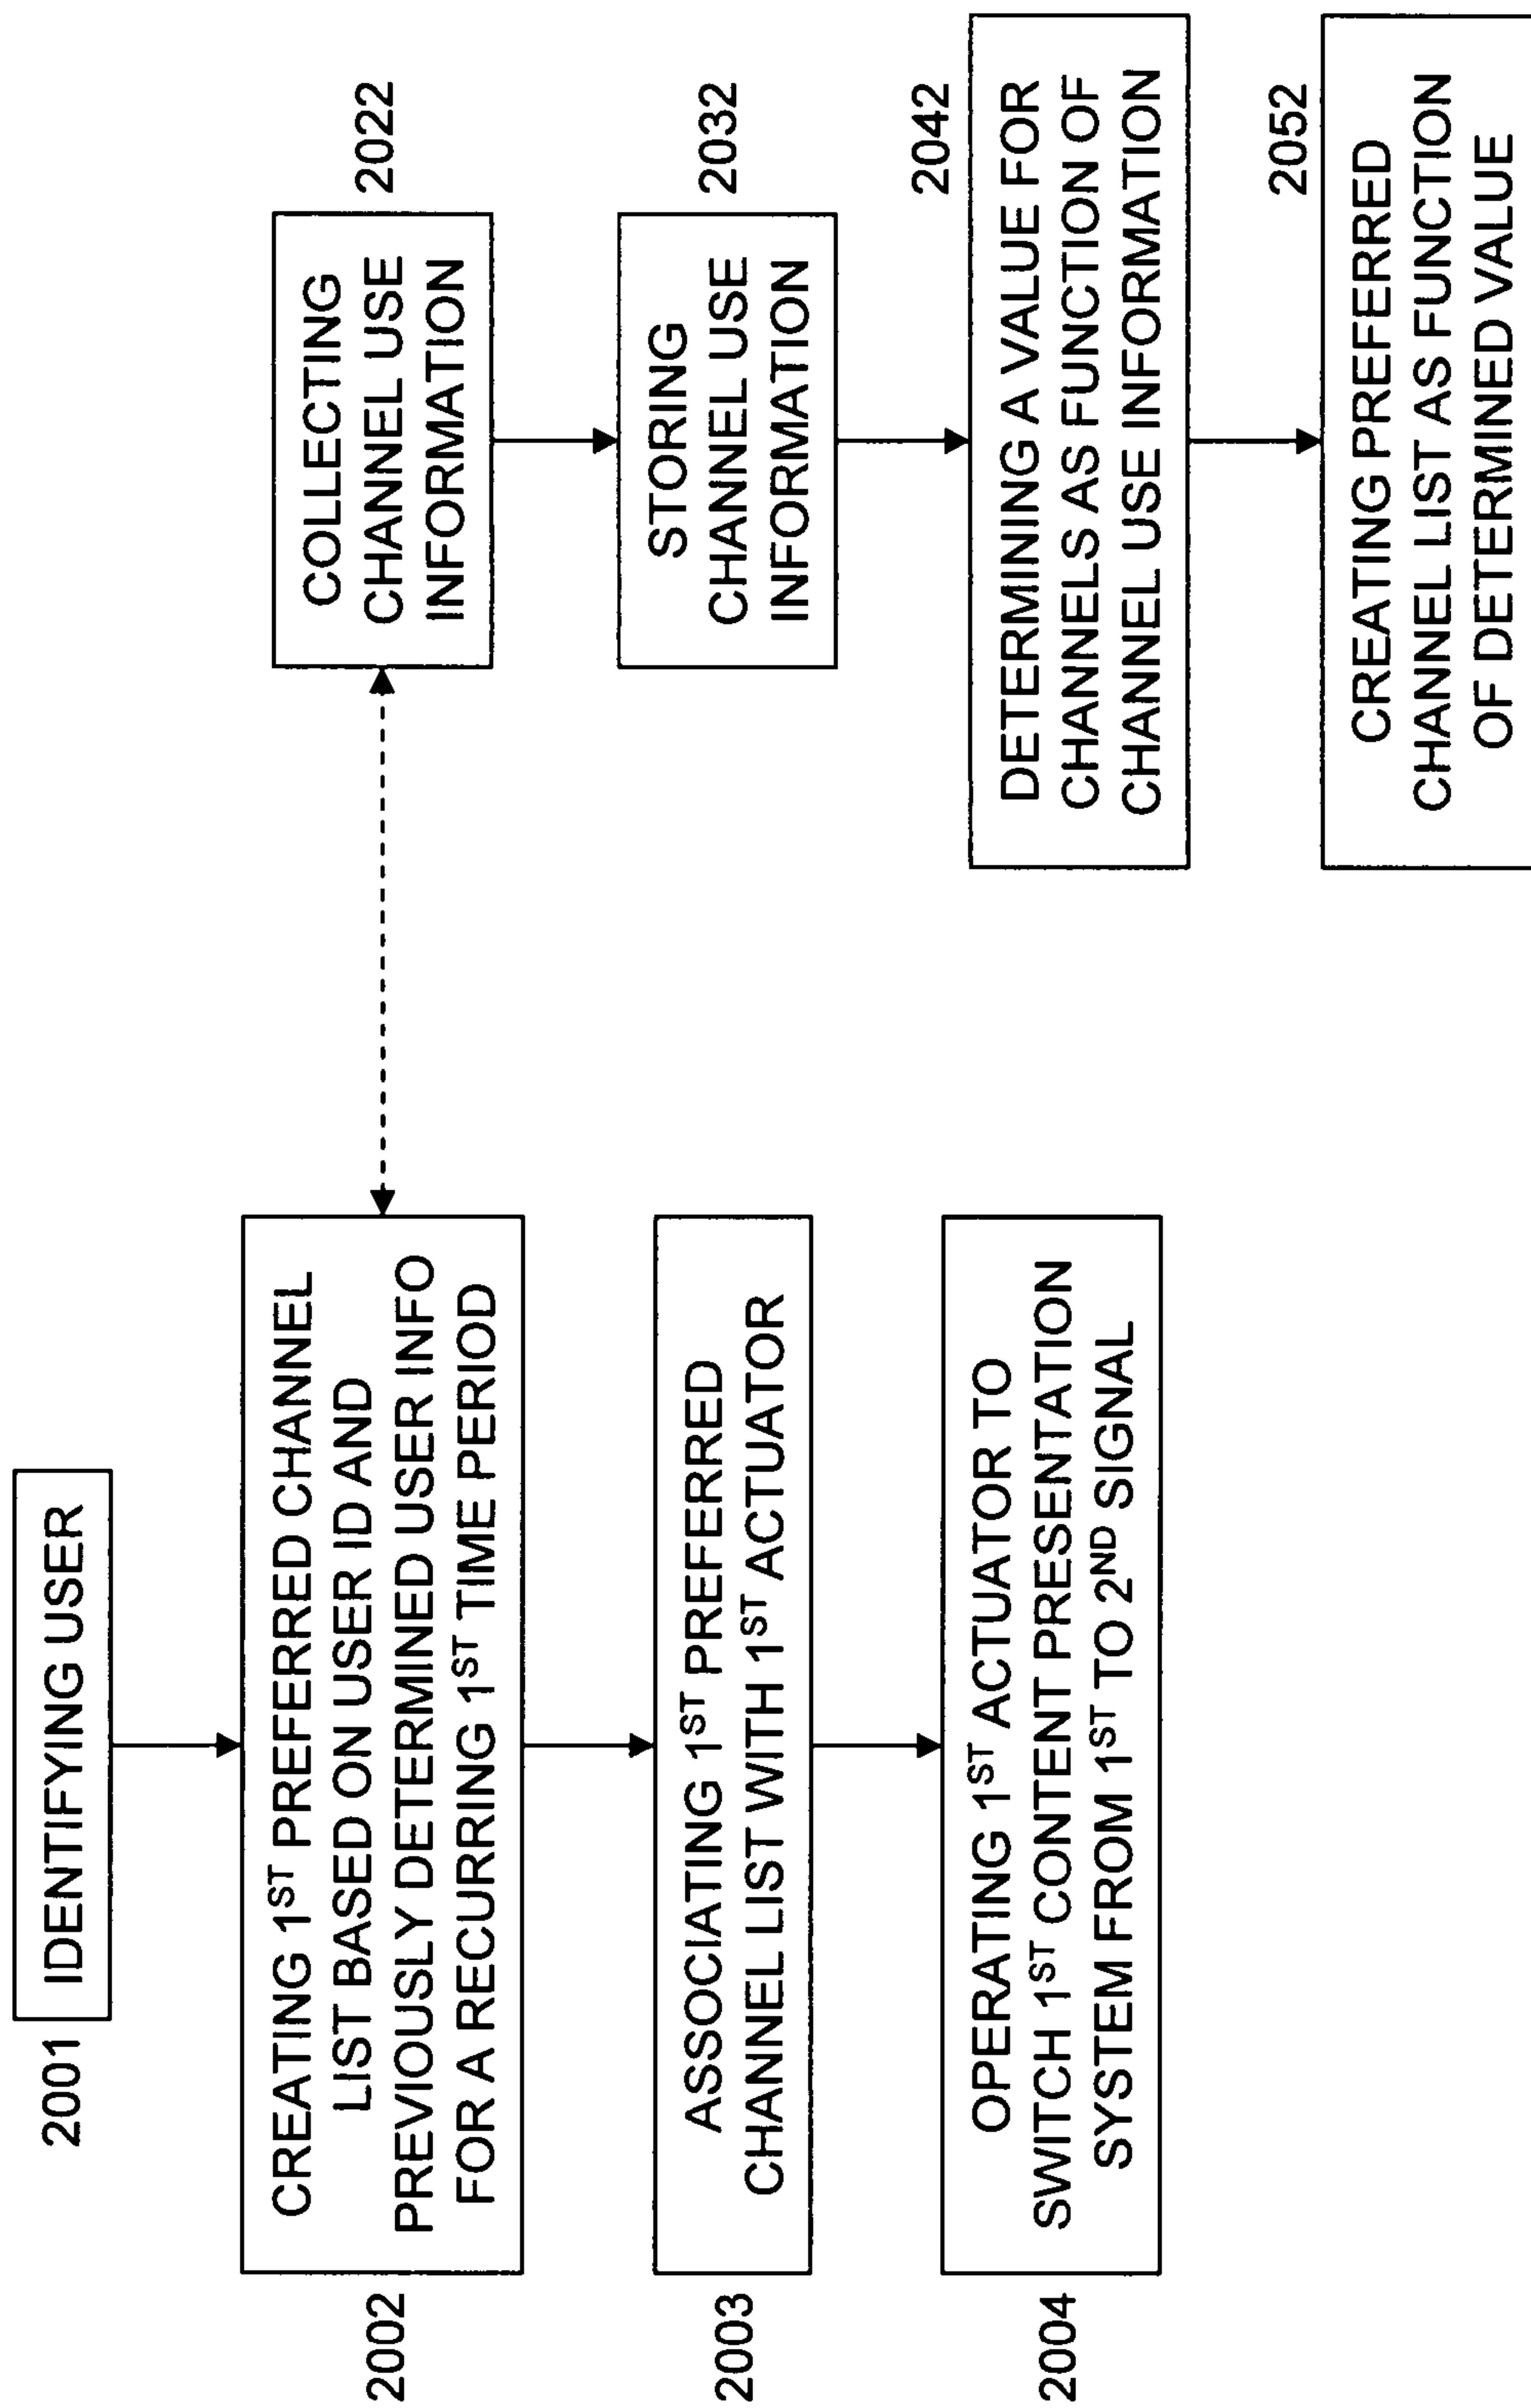 2001
IDENTIFYING USER
2002
CREATING 1ST PREFERRED CHANNEL
LIST BASED ON USER ID AND
PREVIOUSLY DETERMINED USER INFO
FOR A RECURRING 1ST TIME PERIOD
2003
ASSOCIATING 1ST PREFERRED
CHANNEL LIST WITH 1ST ACTUATOR
2004
OPERATING 1ST ACTUATOR TO
SWITCH 1ST CONTENT PRESENTATION
SYSTEM FROM 1ST TO 2ND SIGNAL
COLLECTING
CHANNEL USE
INFORMATION
2022
STORING
CHANNEL USE
INFORMATION
2032
DETERMINING A VALUE FOR
CHANNELS AS FUNCTION OF
CHANNEL USE INFORMATION
2042
CREATING PREFERRED
CHANNEL LIST AS FUNCTION
OF DETERMINED VALUE
2052